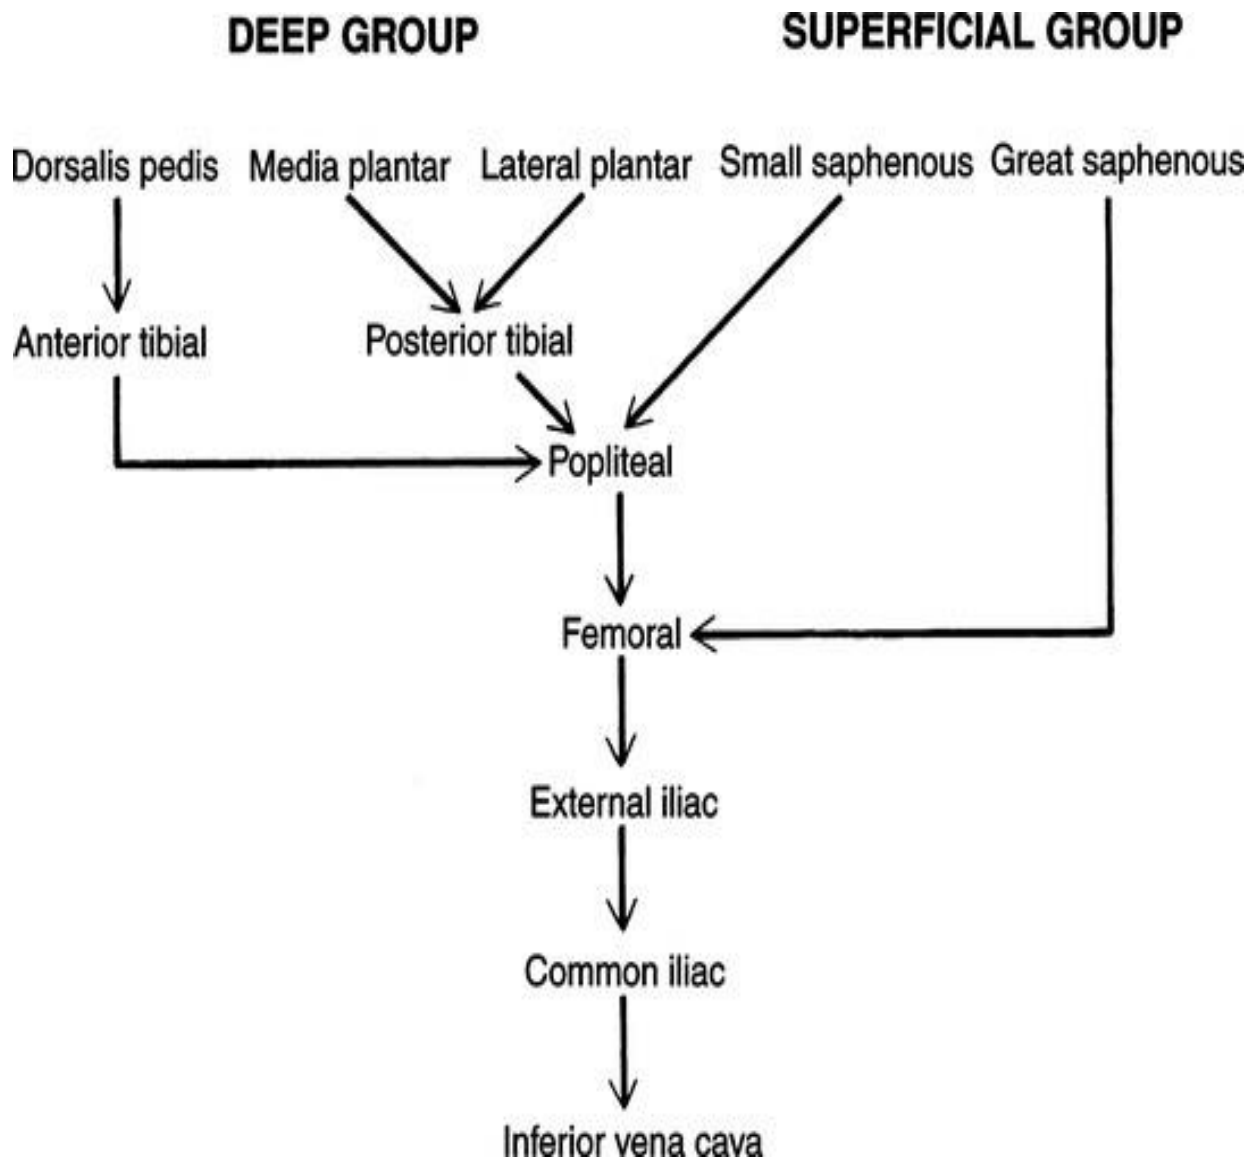 DEEP GROUP
SUPERFICIAL GROUP
Dorsalis pedis
Media plantar
Lateral plantar
Small saphenous
Great saphenous
Anterior tibial
Posterior tibial
Popliteal
Femoral
External iliac
Common iliac
Inferior vena cava